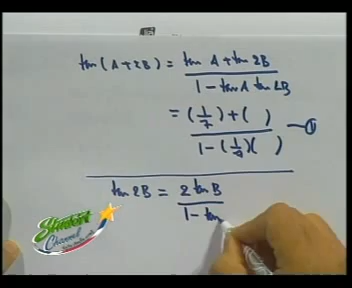 tan(A+2B) = tan A + tan 2B / 1 - tan A tan 2B
= (1/7) + ( ) / 1 - (1/7)( ) — ①
tan 2B = 2 tan B / 1 - tan
Student
Channel